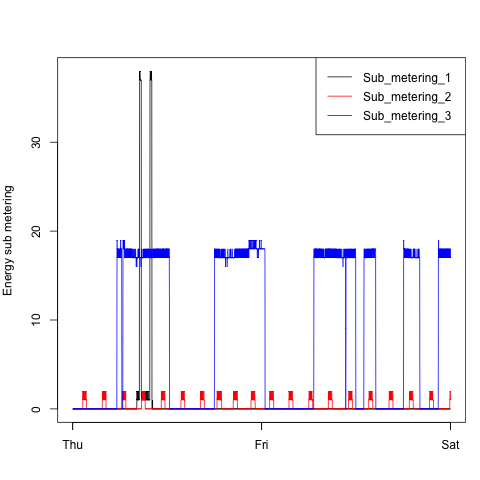 Sub_metering_1
Sub_metering_2
Sub_metering_3
Energy sub metering
30
20
10
0
Thu Fri Sat